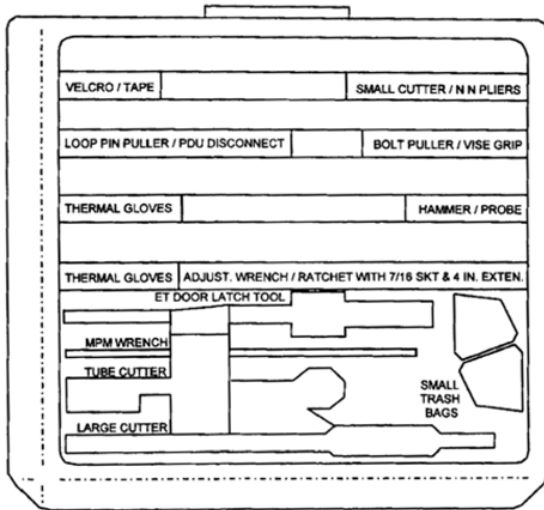 VELCRO / TAPE
SMALL CUTTER / N N PLIERS
LOOP PIN PULLER / PDU DISCONNECT
BOLT PULLER / VISE GRIP
THERMAL GLOVES
HAMMER / PROBE
THERMAL GLOVES
ADJUST. WRENCH / RATCHET WITH 7/16 SKT & 4 IN. EXTEN.
ET DOOR LATCH TOOL
MPM WRENCH
TUBE CUTTER
SMALL
TRASH
BAGS
LARGE CUTTER